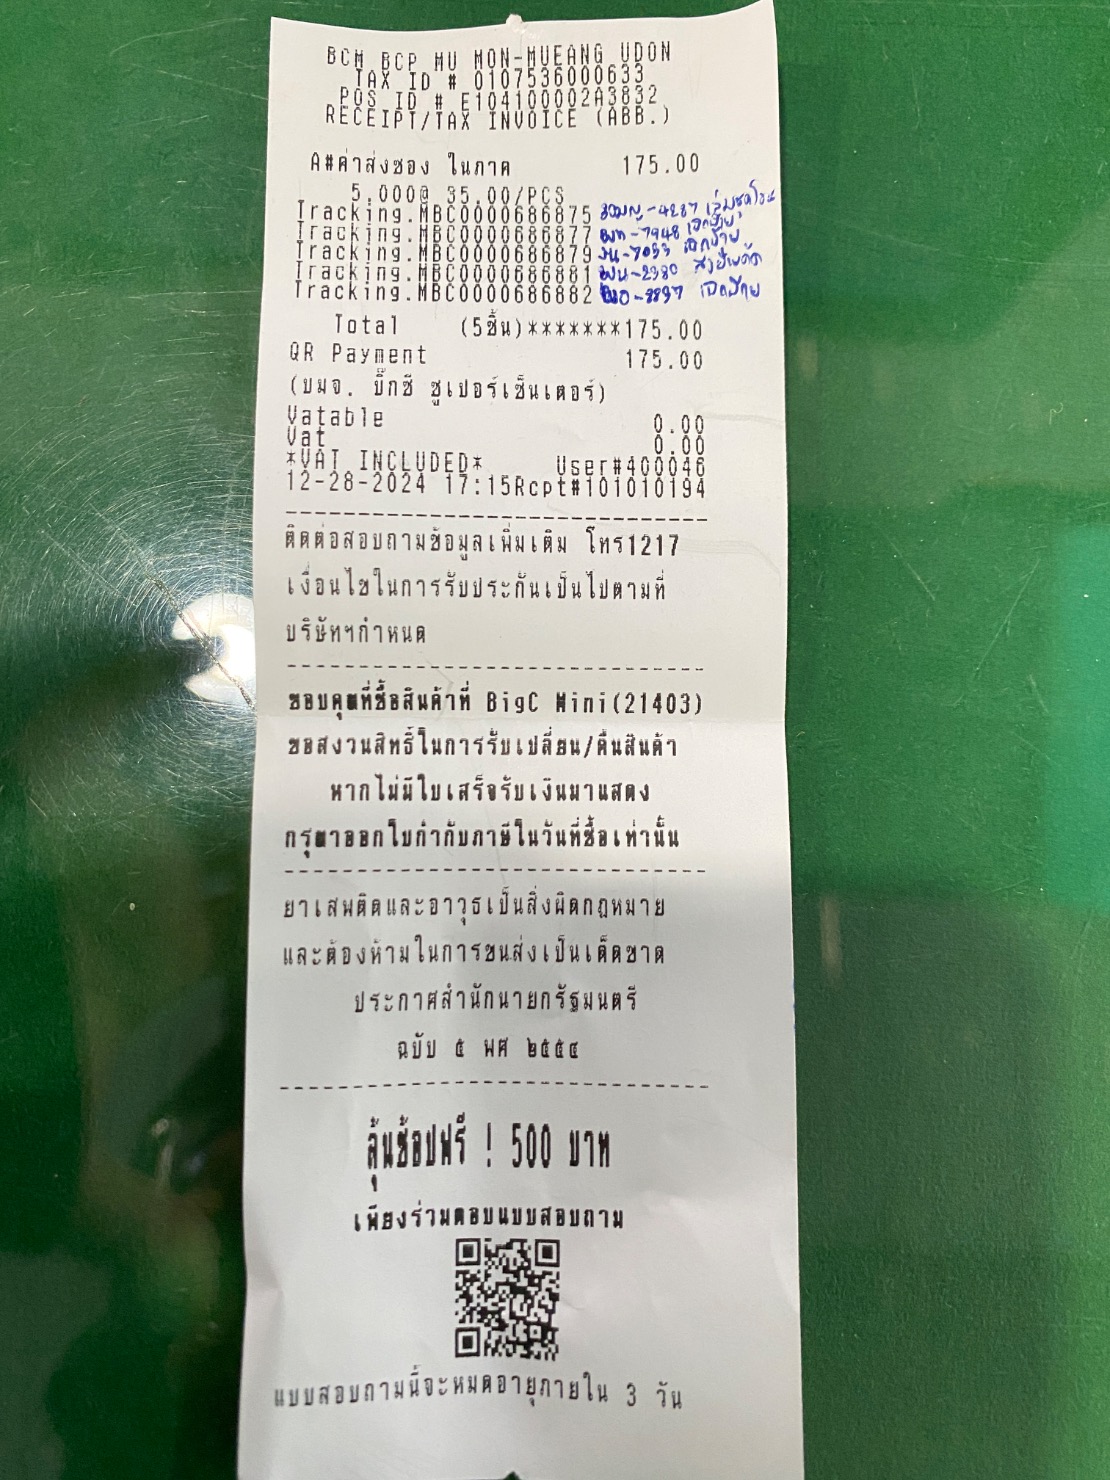 BCM BCP MU MON-MUEANG UDON
TAX ID # 0107536000633
POS ID # E104100002A3832
RECEIPT/TAX INVOICE (ABB.)
A#ค่าส่งซอง ในภาค 175.00
5.000@ 35.00/PCS
Tracking.MBC0000686875 -4287
Tracking.MBC0000686877 -7948
Tracking.MBC0000686879
Tracking.MBC0000686881 -2380
Tracking.MBC0000686882
Total (5ชิ้น)*******175.00
QR Payment 175.00
(บมจ. บิ๊กซี ซูเปอร์เซ็นเตอร์)
Vatable 0.00
Vat 0.00
*VAT INCLUDED* User#400046
12-28-2024 17:15Rcpt#101010194
ติดต่อสอบถามข้อมูลเพิ่มเติม โทร1217
เงื่อนไขในการรับประกันเป็นไปตามที่
บริษัทฯกำหนด
ขอบคุณที่ซื้อสินค้าที่ BigC Mini(21403)
ขอสงวนสิทธิ์ในการรับเปลี่ยน/คืนสินค้า
หากไม่มีใบเสร็จรับเงินมาแสดง
กรุณาออกใบกำกับภาษีในวันที่ซื้อเท่านั้น
ยาเสพติดและอาวุธเป็นสิ่งผิดกฎหมาย
และต้องห้ามในการขนส่งเป็นเด็ดขาด
ประกาศสำนักนายกรัฐมนตรี
ฉบับ ๕ พศ ๒๕๕๔
ลุ้นช้อปฟรี ! 500 บาท
เพียงร่วมตอบแบบสอบถาม
แบบสอบถามนี้จะหมดอายุภายใน 3 วัน